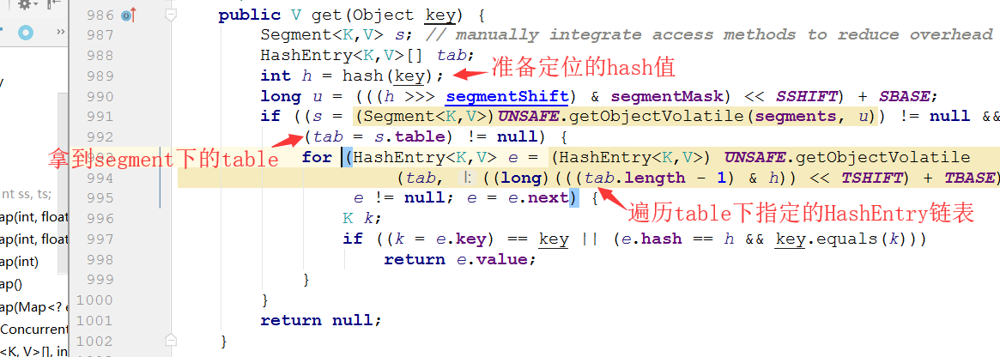 986 public V get(Object key) {
987 Segment<K,V> s; // manually integrate access methods to reduce overhead
988 HashEntry<K,V>[] tab;
989 int h = hash(key); 准备定位的hash值
990 long u = (((h >>> segmentShift) & segmentMask) << SSHIFT) + SBASE;
991 if ((s = (Segment<K,V>)UNSAFE.getObjectVolatile(segments, u)) != null &&
992 (tab = s.table) != null) {
拿到segment下的table
for (HashEntry<K,V> e = (HashEntry<K,V>) UNSAFE.getObjectVolatile
994 (tab, l: ((long)(((tab.length - 1) & h)) << TSHIFT) + TBASE)
995 e != null; e = e.next) {
遍历table下指定的HashEntry链表
996 K k;
997 if ((k = e.key) == key || (e.hash == h && key.equals(k)))
998 return e.value;
999 }
1000 }
1001 return null;
1002 }
>>
int ss, ts;
ap(int, float
ap(int, float
ap(int)
ap()
ap(Map<? e
Concurrent
<K, V>[], in